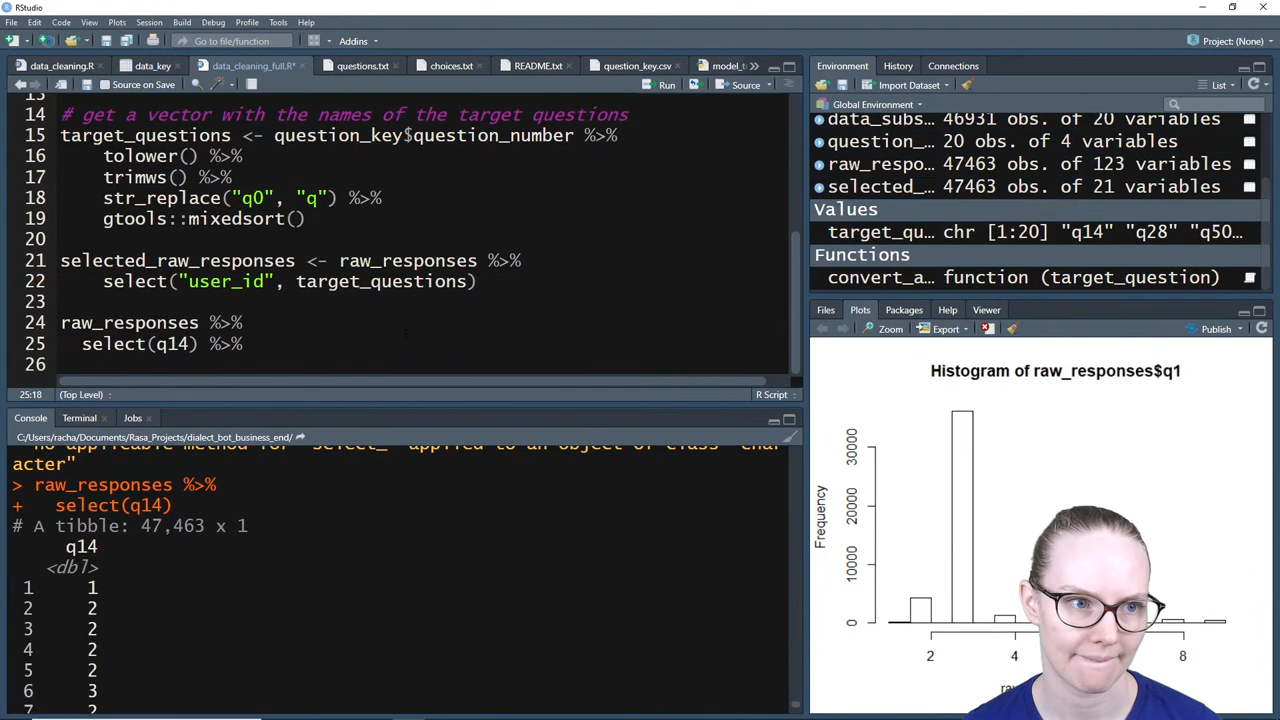 RStudio
File Edit Code View Plots Session Build Debug Profile Tools Help
Go to file/function Addins Project: (None)
data_cleaning.R data_key data_cleaning_full.R* questions.txt choices.txt README.txt question_key.csv model_t
Source on Save Run Source
13
14 # get a vector with the names of the target questions
15 target_questions <- question_key$question_number %>%
16 tolower() %>%
17 trimws() %>%
18 str_replace("q0", "q") %>%
19 gtools::mixedsort()
20
21 selected_raw_responses <- raw_responses %>%
22 select("user_id", target_questions)
23
24 raw_responses %>%
25 select(q14) %>%
26
25:18 (Top Level) R Script
Console Terminal Jobs
C:/Users/racha/Documents/Rasa_Projects/dialect_bot_business_end/
acter"
> raw_responses %>%
+ select(q14)
# A tibble: 47,463 x 1
q14
<dbl>
1 1
2 2
3 2
4 2
5 2
6 3
7 2
Environment History Connections
Import Dataset List
Global Environment
data_subs… 46931 obs. of 20 variables
question_… 20 obs. of 4 variables
raw_respo… 47463 obs. of 123 variables
selected_… 47463 obs. of 21 variables
Values
target_qu… chr [1:20] "q14" "q28" "q50…
Functions
convert_a… function (target_question)
Files Plots Packages Help Viewer
Zoom Export Publish
Histogram of raw_responses$q1
Frequency
30000
20000
10000
0
2 4 8